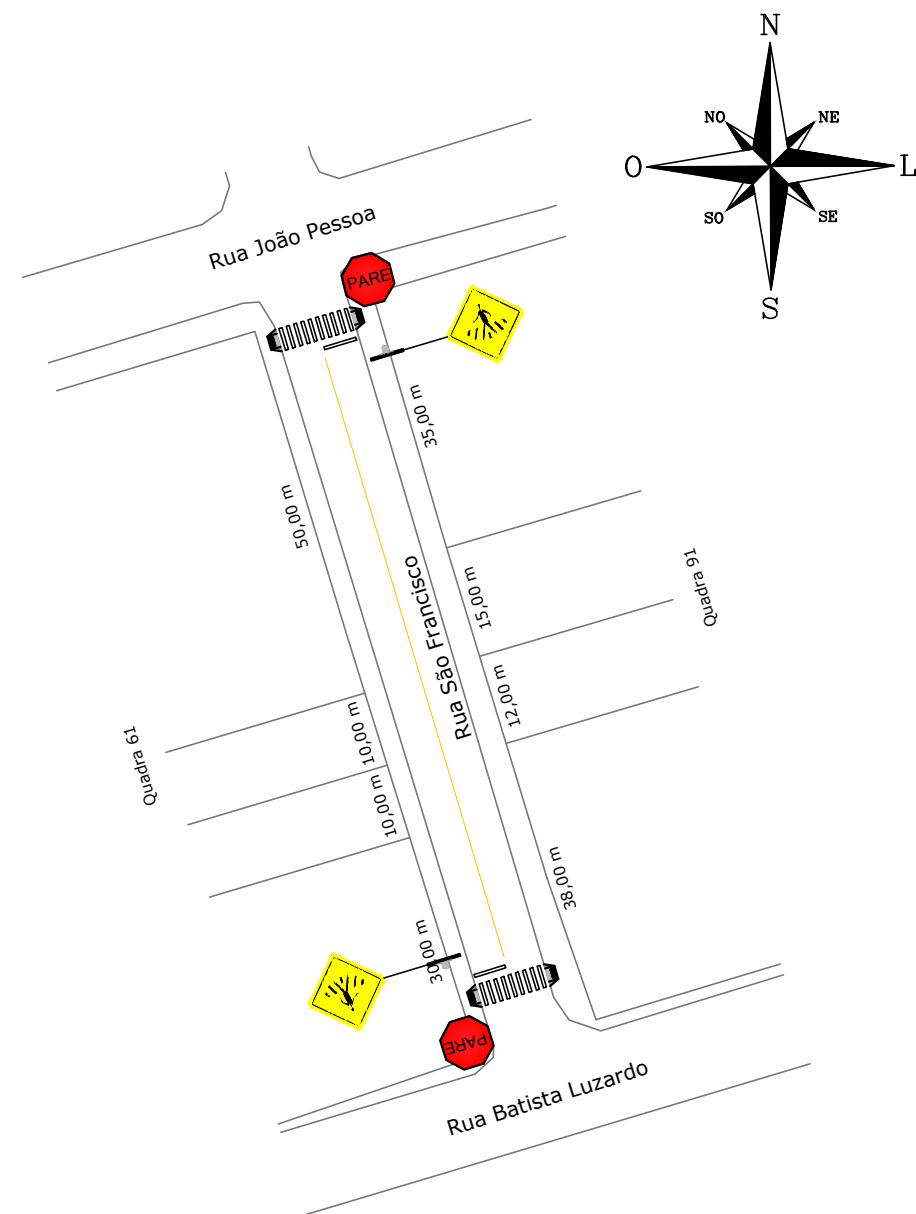 N
NO
NE
O
L
SO
SE
S
Rua João Pessoa
PARE
35,00 m
50,00 m
Rua São Francisco
15,00 m
Quadra 91
12,00 m
10,00 m
Quadra 61
10,00 m
38,00 m
30,00 m
PARE
Rua Batista Luzardo